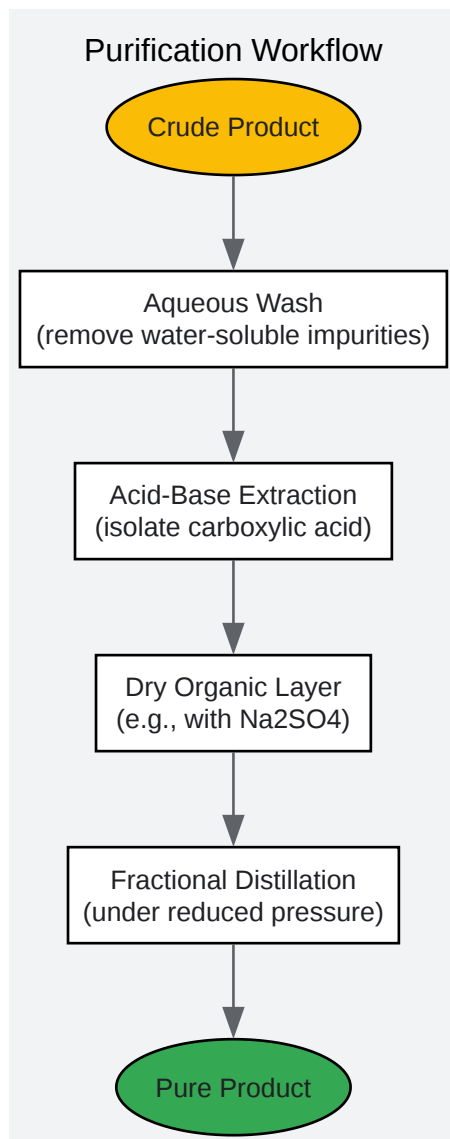 Purification Workflow
Crude Product
Aqueous Wash
(remove water-soluble impurities)
Acid-Base Extraction
(isolate carboxylic acid)
Dry Organic Layer
(e.g., with Na2SO4)
Fractional Distillation
(under reduced pressure)
Pure Product